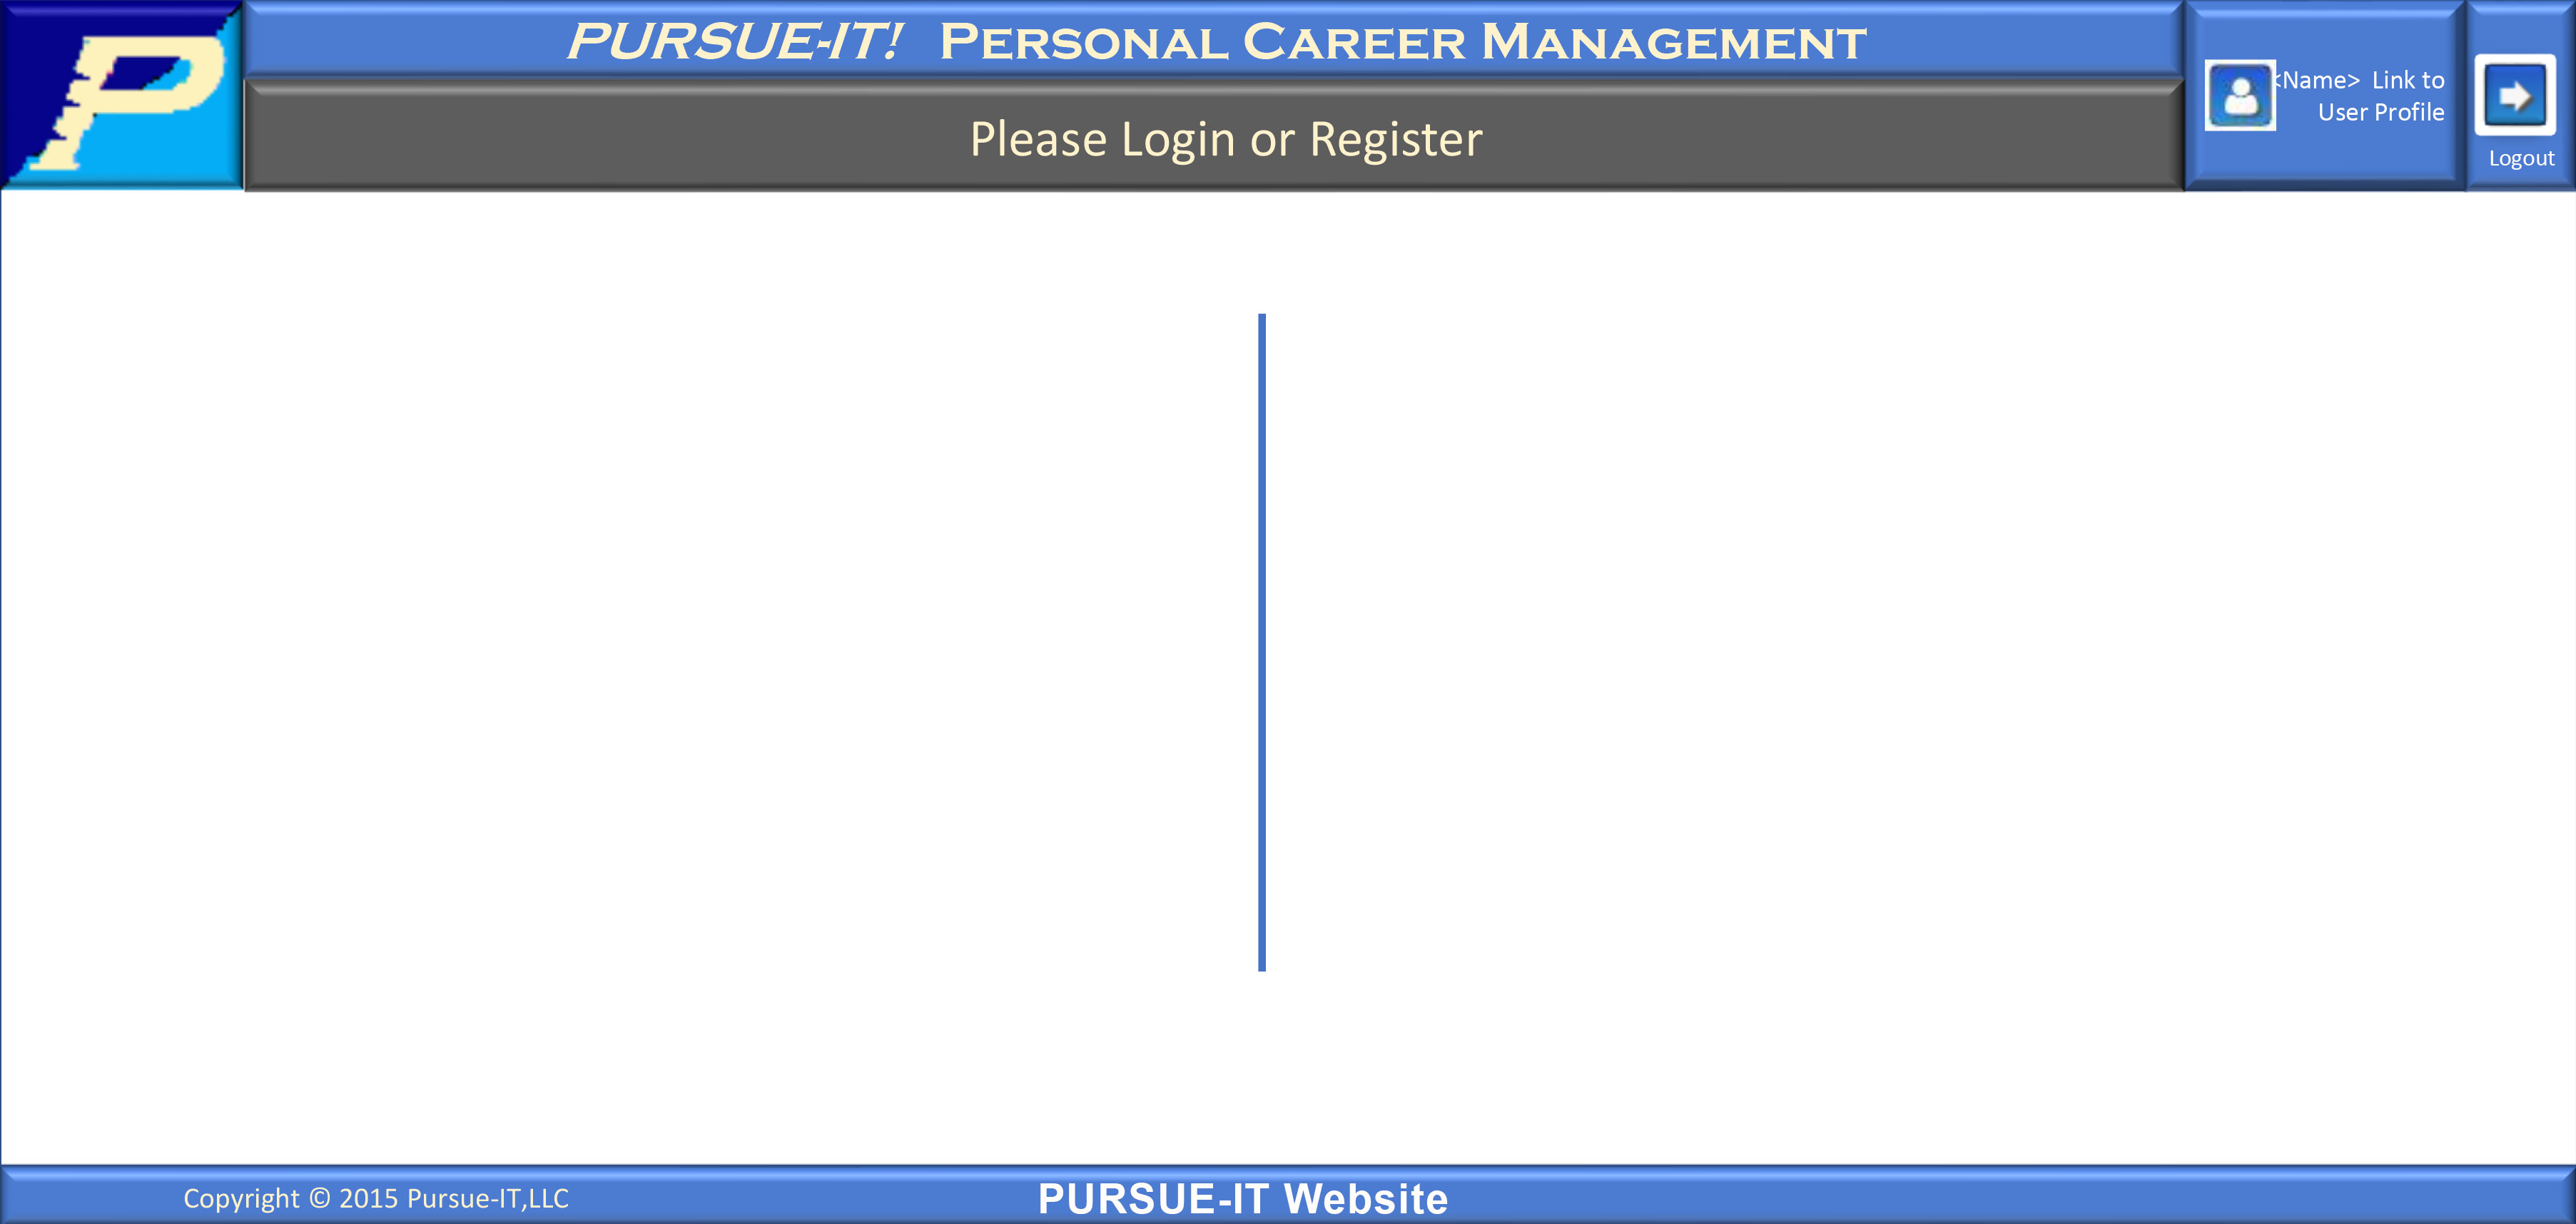 P
PURSUE-IT! PERSONAL CAREER MANAGEMENT
Please Login or Register
<Name> Link to
User Profile
Logout
Copyright © 2015 Pursue-IT,LLC
PURSUE-IT Website